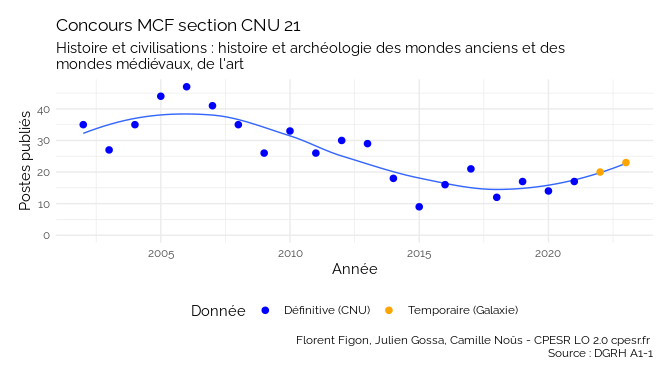 Concours MCF section CNU 21
Histoire et civilisations : histoire et archéologie des mondes anciens et des
mondes médiévaux, de l'art
Postes publiés
40
30
20
10
0
2005
2010
2015
2020
Année
Donnée
Définitive (CNU)
Temporaire (Galaxie)
Florent Figon, Julien Gossa, Camille Noûs - CPESR LO 2.0 cpesr.fr
Source : DGRH A1-1